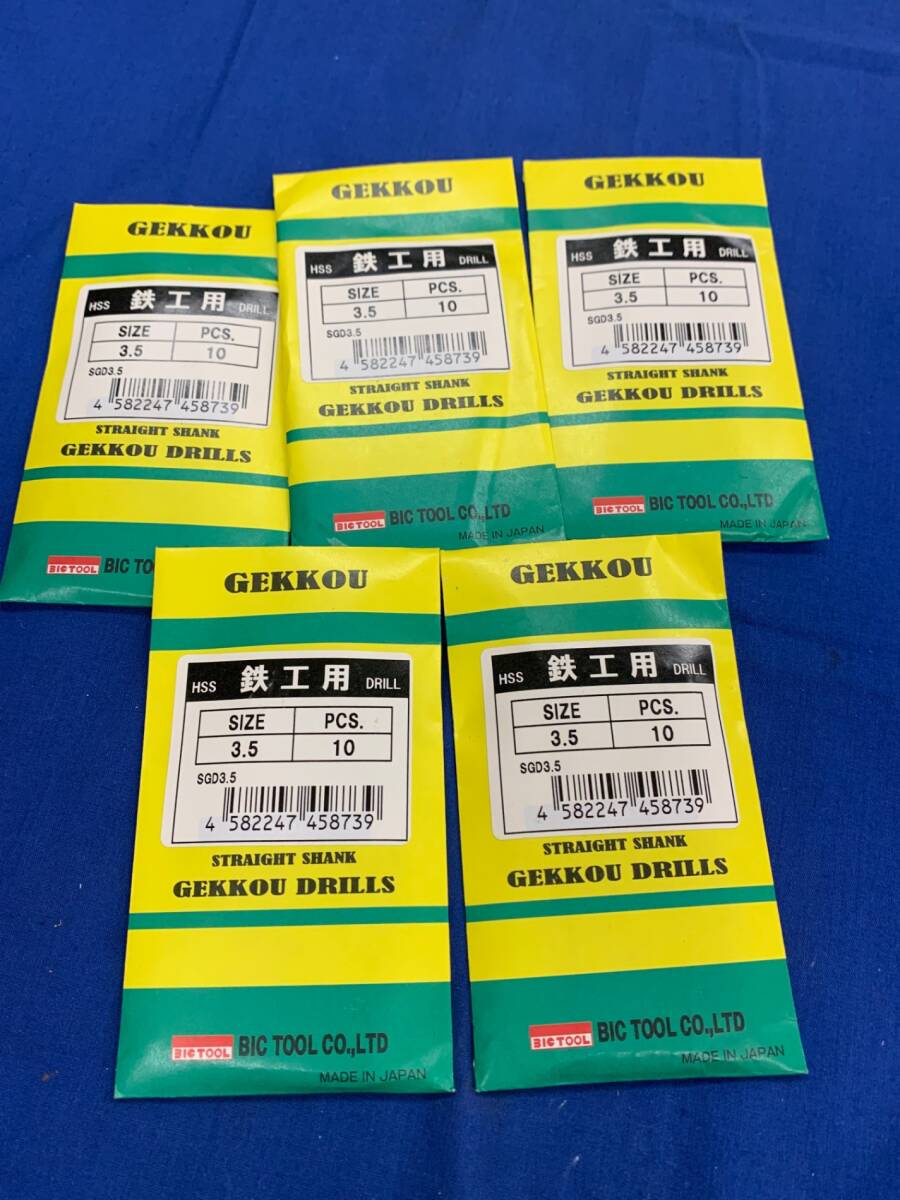 GEKKOU
HSS 鉄工用 DRILL
SIZE PCS.
3.5 10
SGD3.5
4 582247 458739
STRAIGHT SHANK
GEKKOU DRILLS
BIC TOOL BIC TO
GEKKOU
HSS 鉄工用 DRILL
SIZE PCS.
3.5 10
SGD3.5
4 582247 458739
STRAIGHT SHANK
GEKKOU DRILLS
BIC TOOL BIC TOOL CO.,LTD
MADE IN JAPAN
GEKKOU
HSS 鉄工用 DRILL
SIZE PCS.
3.5 10
SGD3.5
4 582247 458739
STRAIGHT SHANK
GEKKOU DRILLS
BIC TOOL BIC TOOL CO.,LTD
MADE IN JAPAN
GEKKOU
HSS 鉄工用 DRILL
SIZE PCS.
3.5 10
SGD3.5
4 582247 458739
STRAIGHT SHANK
GEKKOU DRILLS
BIC TOOL BIC TOOL CO.,LTD
MADE IN JAPAN
GEKKOU
HSS 鉄工用 DRILL
SIZE PCS.
3.5 10
SGD3.5
4 582247 458739
STRAIGHT SHANK
GEKKOU DRILLS
BIC TOOL BIC TOOL CO.,LTD
MADE IN JAPAN